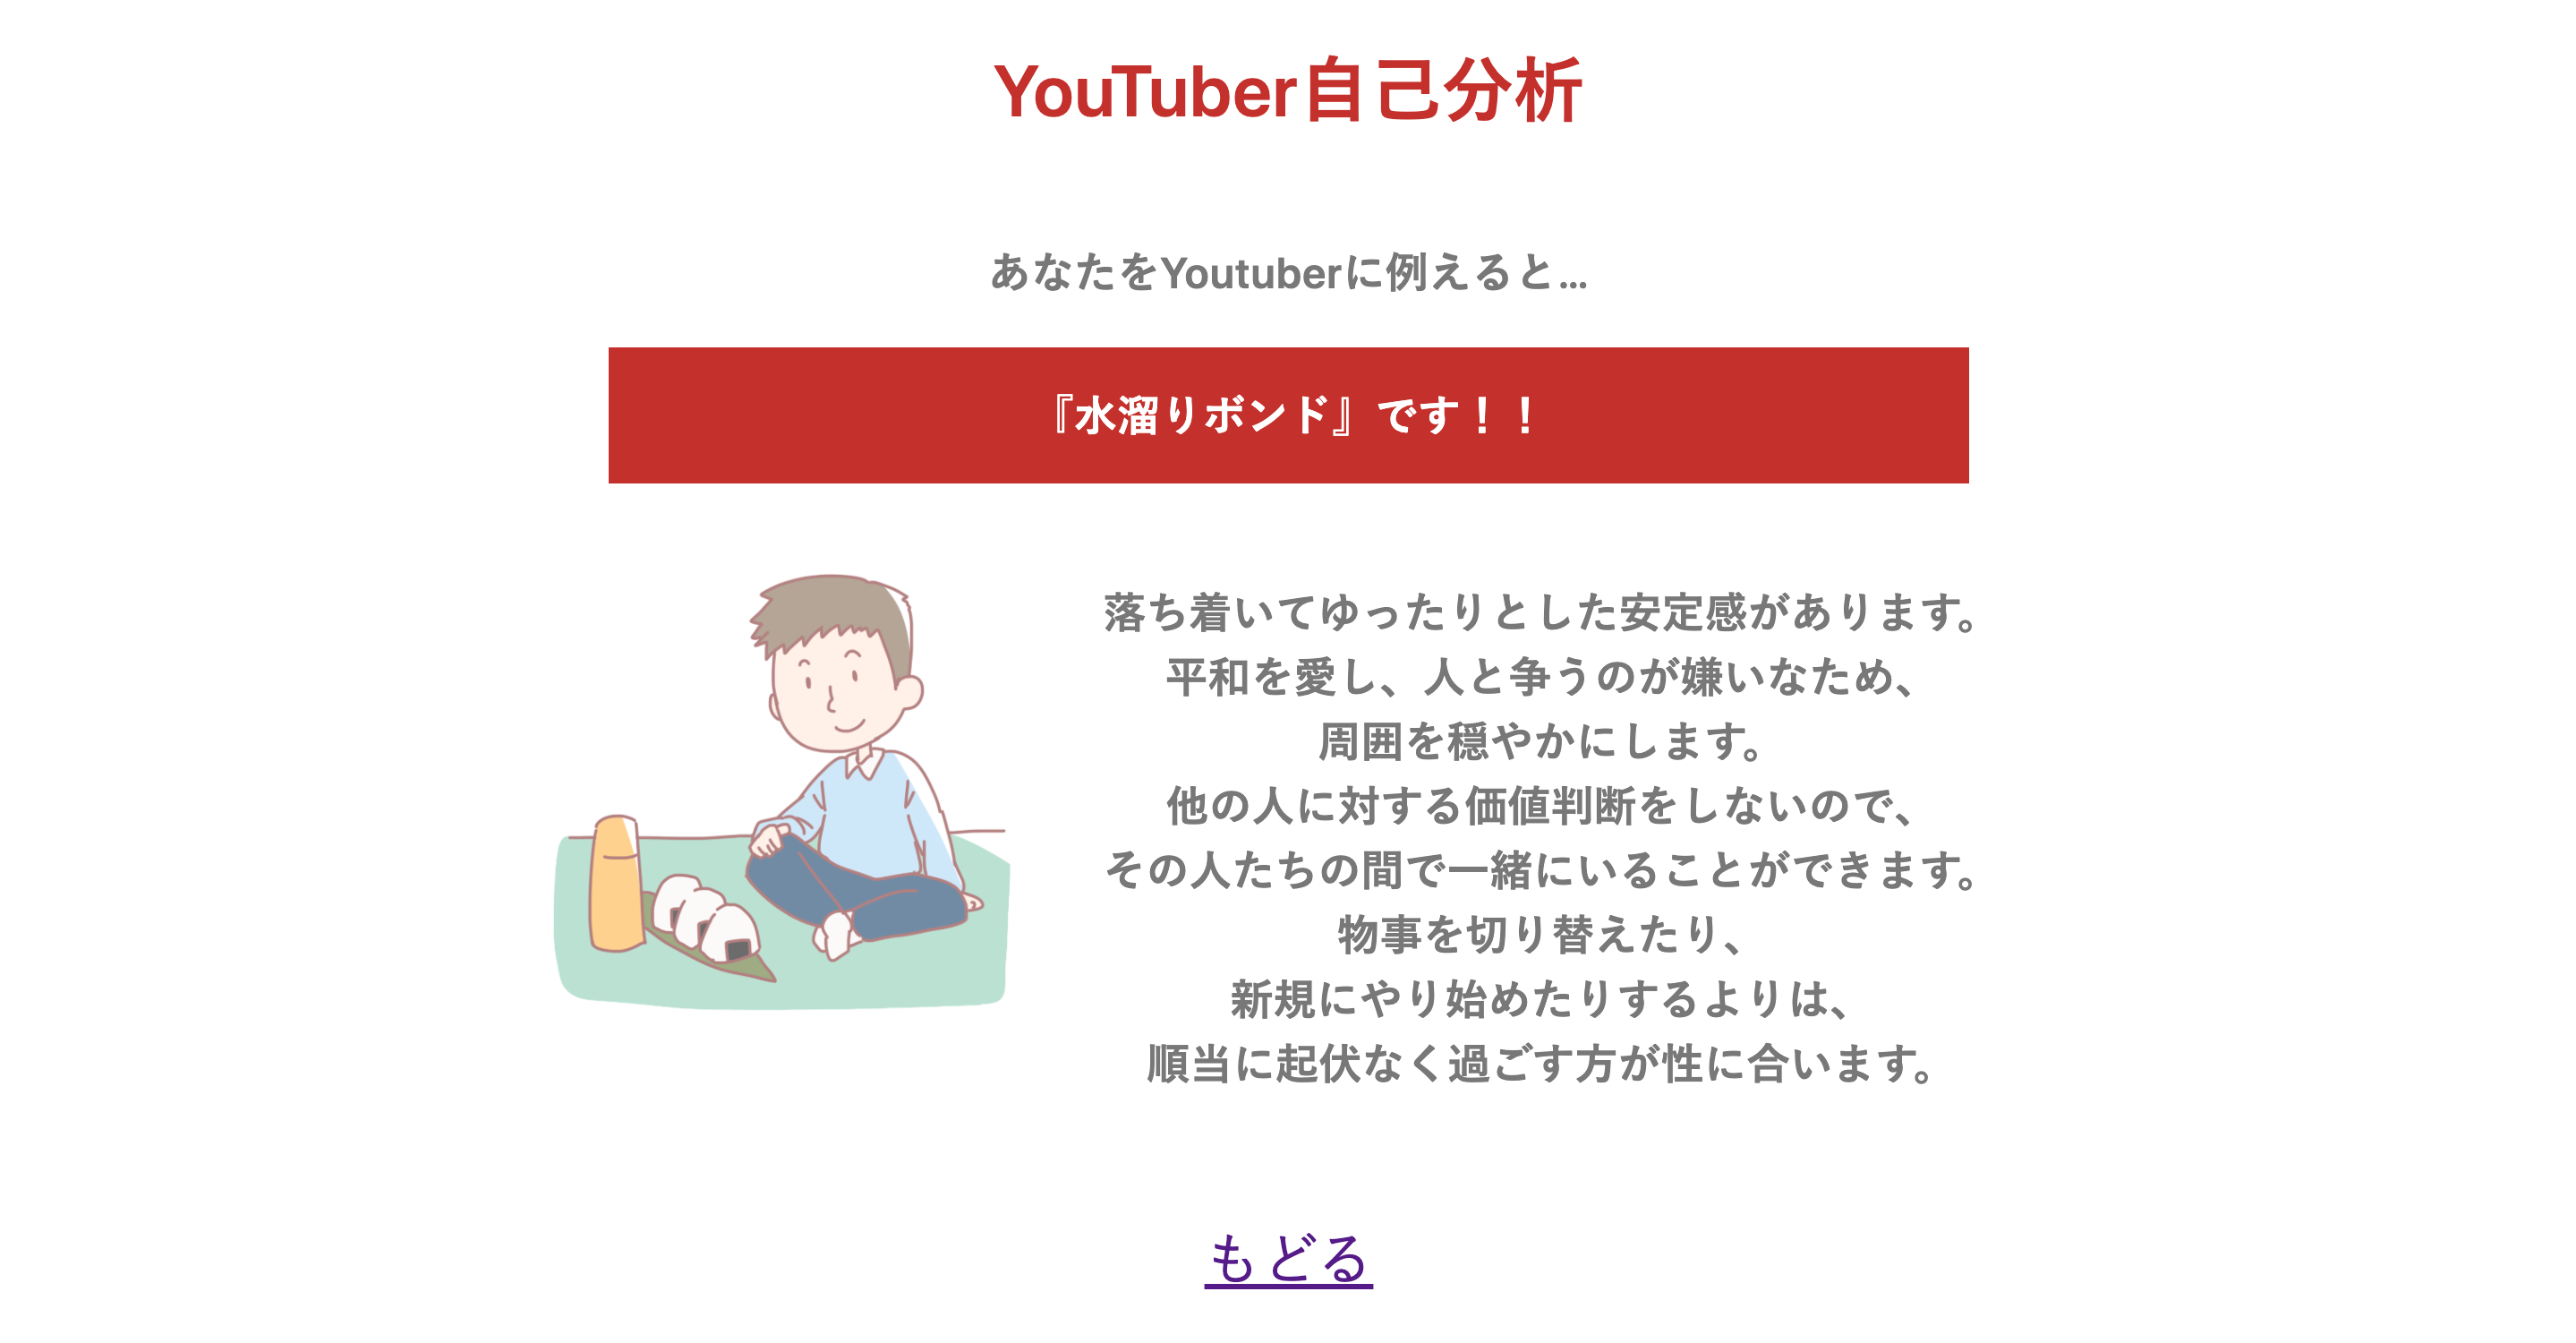 YouTuber自己分析
あなたをYoutuberに例えると...
『水溜りボンド』です！！
落ち着いてゆったりとした安定感があります。
平和を愛し、人と争うのが嫌いなため、
周囲を穏やかにします。
他の人に対する価値判断をしないので、
その人たちの間で一緒にいることができます。
物事を切り替えたり、
新規にやり始めたりするよりは、
順当に起伏なく過ごす方が性に合います。
もどる